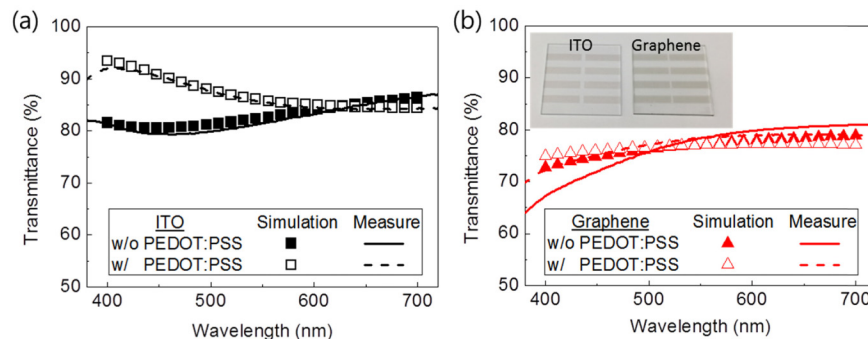 (a)
100
90
80
70
60
50
Transmittance (%)
ITO Simulation Measure
w/o PEDOT:PSS
w/ PEDOT:PSS
400 500 600 700
Wavelength (nm)
(b)
100
90
80
70
60
50
Transmittance (%)
ITO Graphene
Graphene Simulation Measure
w/o PEDOT:PSS
w/ PEDOT:PSS
400 500 600 700
Wavelength (nm)